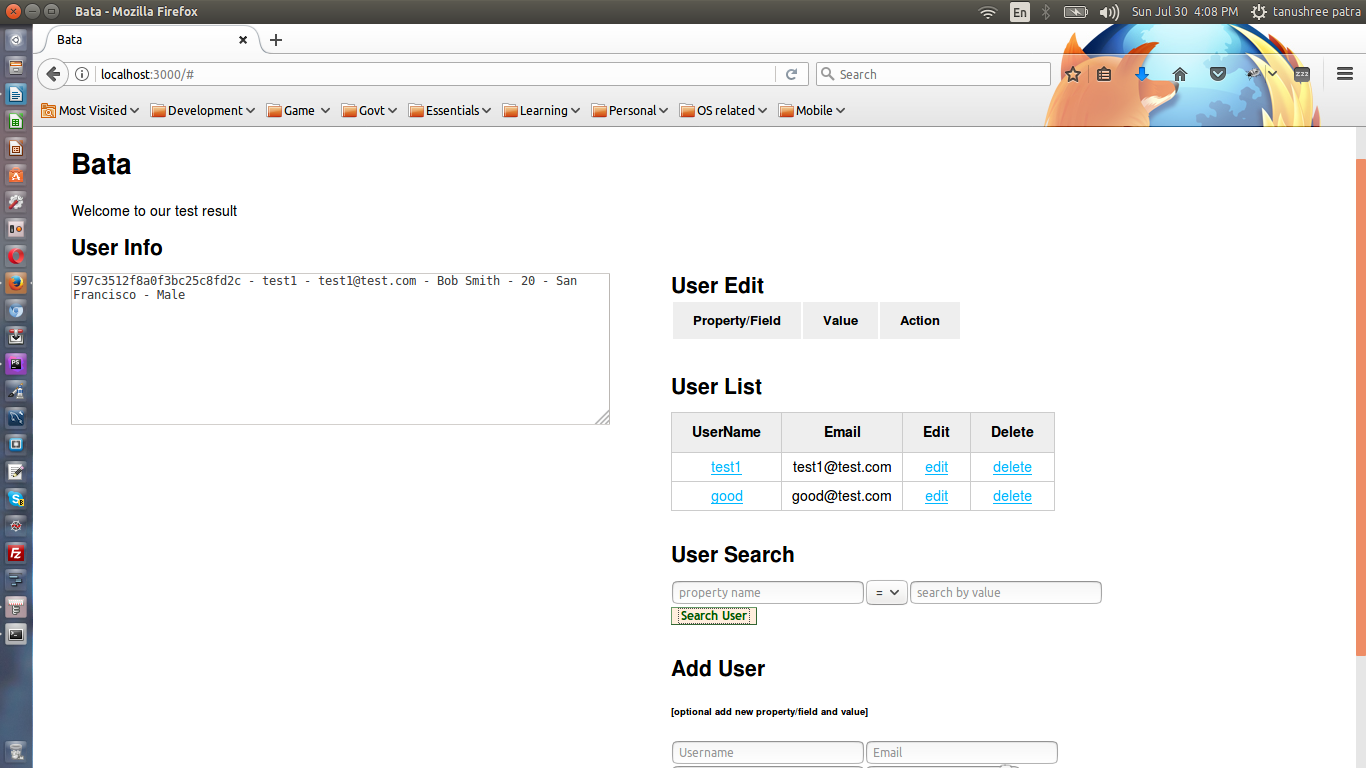 Bata - Mozilla Firefox
En
Sun Jul 30 4:08 PM
tanushree patra
Bata
localhost:3000/#
Search
zzz
Most Visited
Development
Game
Govt
Essentials
Learning
Personal
OS related
Mobile
Bata
Welcome to our test result
User Info
597c3512f8a0f3bc25c8fd2c - test1 - test1@test.com - Bob Smith - 20 - San
Francisco - Male
User Edit
Property/Field Value Action
User List
UserName Email Edit Delete
test1 test1@test.com edit delete
good good@test.com edit delete
User Search
property name = search by value
Search User
Add User
[optional add new property/field and value]
Username Email